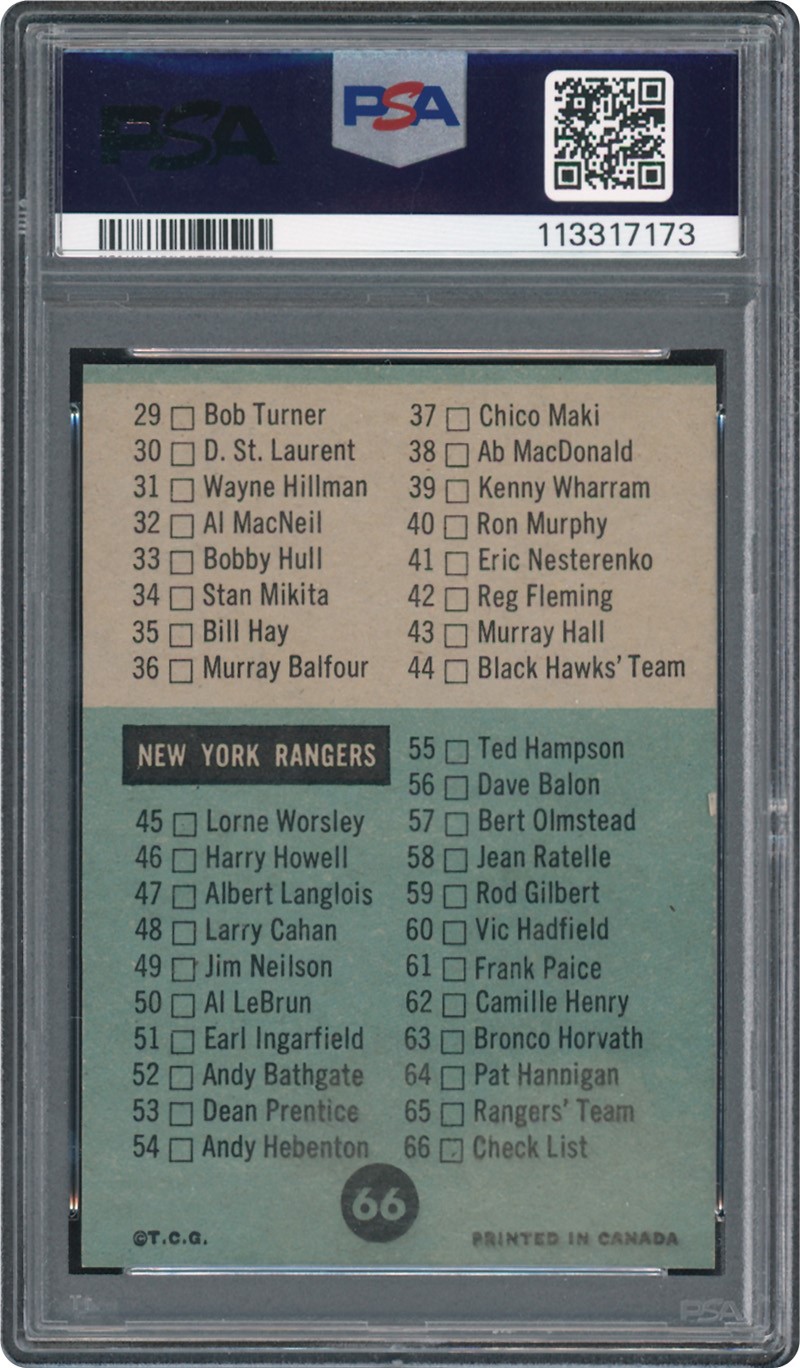 PSA
PSA
113317173
29 Bob Turner
30 D. St. Laurent
31 Wayne Hillman
32 Al MacNeil
33 Bobby Hull
34 Stan Mikita
35 Bill Hay
36 Murray Balfour
37 Chico Maki
38 Ab MacDonald
39 Kenny Wharram
40 Ron Murphy
41 Eric Nesterenko
42 Reg Fleming
43 Murray Hall
44 Black Hawks' Team
NEW YORK RANGERS
45 Lorne Worsley
46 Harry Howell
47 Albert Langlois
48 Larry Cahan
49 Jim Neilson
50 Al LeBrun
51 Earl Ingarfield
52 Andy Bathgate
53 Dean Prentice
54 Andy Hebenton
55 Ted Hampson
56 Dave Balon
57 Bert Olmstead
58 Jean Ratelle
59 Rod Gilbert
60 Vic Hadfield
61 Frank Paice
62 Camille Henry
63 Bronco Horvath
64 Pat Hannigan
65 Rangers' Team
66 Check List
66
©T.C.G.
PRINTED IN CANADA
PSA